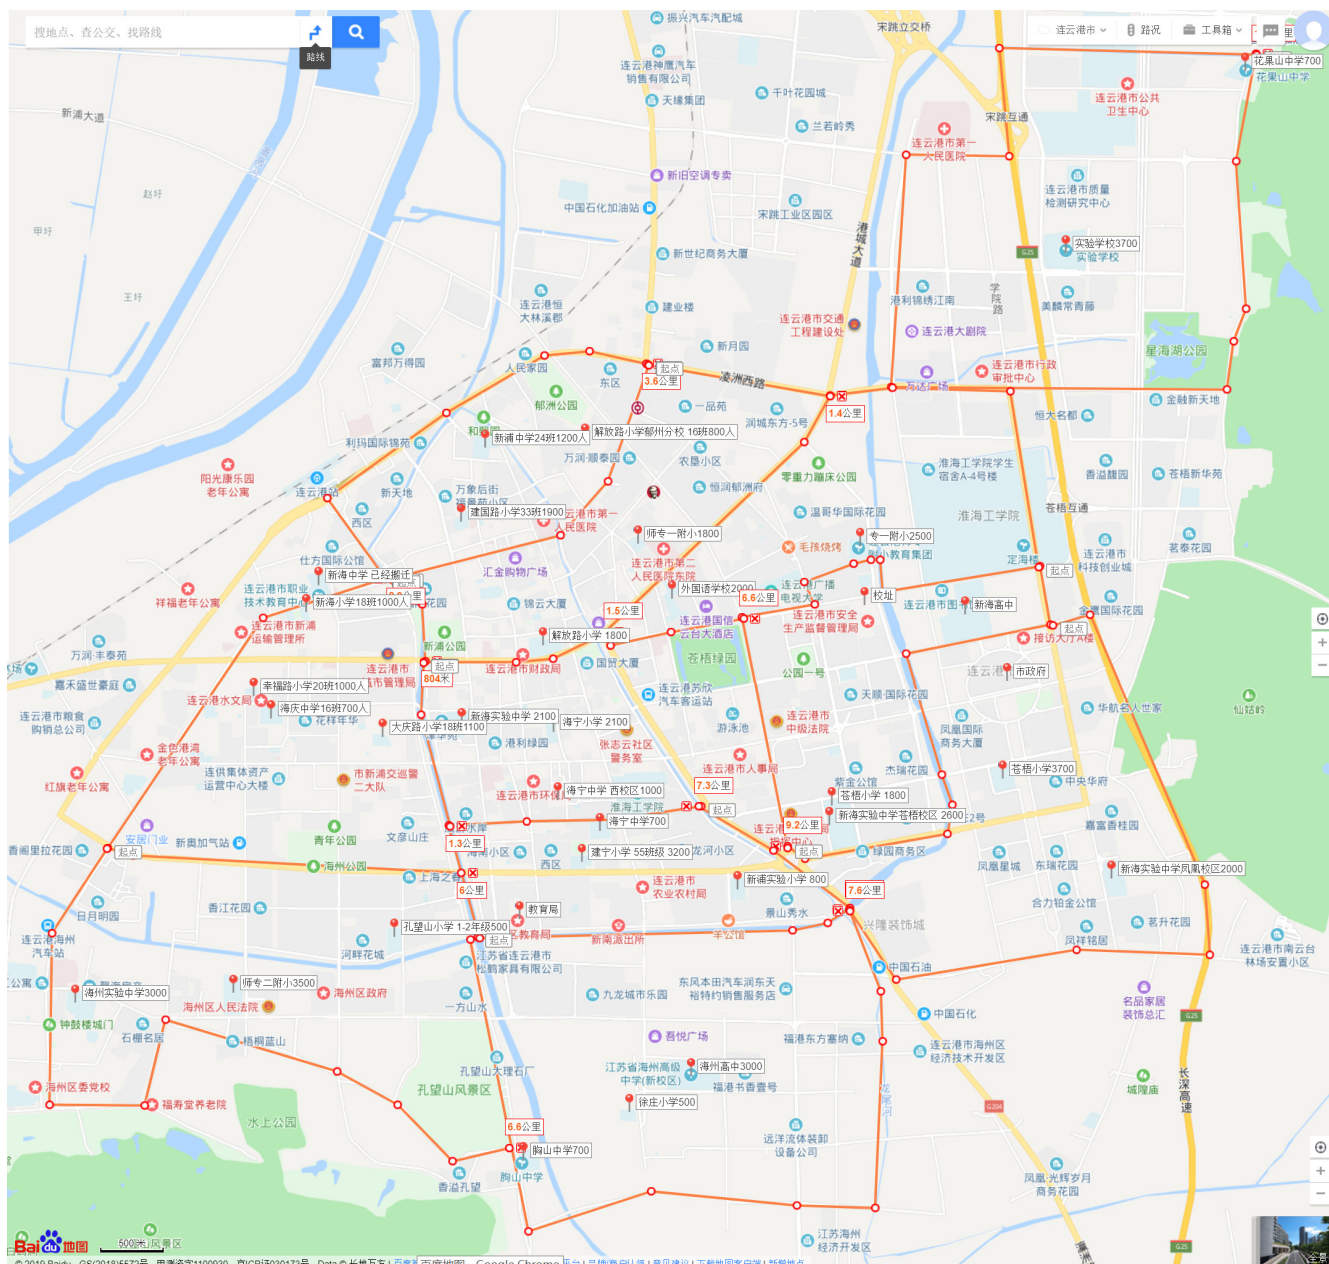 搜地点、查公交、找路线
路线
振兴汽车汽配城
宋跳立交桥
连云港市
路况
工具箱
花果山中学700
花果山中学
连云港神鹰汽车
销售有限公司
天缘集团
千叶花园城
连云港市公共
卫生中心
新浦大道
兰若岭秀
宋跳互通
连云港市第一
人民医院
新旧空调专卖
赵圩
连云港市质量
检测研究中心
中国石化加油站
宋跳工业区园区
甲圩
港城大道
新世纪商务大厦
实验学校3700
实验学校
G25
王圩
连云港恒
大林溪郡
建业楼
港利锦绣江南
学院路
美麟常青藤
连云港市交通
工程建设处
连云港大剧院
富邦万得园
人民家园
新月园
星海湖公园
东区
起点
3.6公里
凌洲西路
万达广场
连云港市行政
审批中心
郁洲公园
一品苑
润城东方-5号
1.4公里
恒大名都
金融新天地
利玛国际锦苑
新浦中学24班1200人
解放路小学郁州分校 16班800人
万润·顺泰园
农垦小区
零重力蹦床公园
淮海工学院学生
宿舍A-4号楼
香溢馥园
苍梧新华苑
阳光康乐园
老年公寓
连云港站
新天地
万象后街
恒润郁洲府
西区
建国路小学33班1900
人民医院
师专一附小1800
温哥华国际花园
淮海工学院
苍梧互通
仕方国际公馆
汇金购物广场
连云港市第二
人民医院东院
毛孩烧烤
专一附小2500
定海楼
连云港市
科技创业城
茗泰花园
新海中学 已经搬迁
起点
外国语学校2000
起点
祥福老年公寓
连云港市职业
技术教育中心
新海小学18班1000人
锦云大厦
1.5公里
6.6公里
电视大学
校址
新海高中
金鹰国际花园
连云港市新浦
运输管理所
连云港国信
云台大酒店
连云港市安全
生产监督管理局
起点
接访大厅A楼
万润·丰泰苑
新浦公园
解放路小学 1800
连云港市财政局
国贸大厦
苍梧绿园
公园一号
连云港市
起点
804米
市政府
嘉禾盛世豪庭
幸福路小学20班1000人
连云港水文局
海庆中学16班700人
连云港苏欣
汽车客运站
天顺·国际花园
仙姑岭
连云港市粮食
购销总公司
花样年华
新海实验中学 2100
大庆路小学18班1100
海宁小学 2100
游泳池
连云港市
中级法院
凤凰国际
商务大厦
华航名人世家
金色港湾
老年公寓
港利绿园
张志云社区
警务室
连云港市人事局
杰瑞花园
红旗老年公寓
连供集体资产
运营中心大楼
市新浦交巡警
二大队
连云港市环保局
海宁中学 西校区1000
7.3公里
紫金公馆
苍梧小学 1800
苍梧小学3700
中央华府
淮海工学院
起点
安居门业
新奥加气站
青年公园
文彦山庄
海宁中学700
9.2公里
新海实验中学苍梧校区 2600
嘉富香桂园
香阁里拉花园
起点
1.3公里
西区
建宁小学 55班级 3200
起点
绿园商务区
凤凰星城
东瑞花园
海州公园
上海之春
6公里
连云港市
农业农村局
新浦实验小学 800
7.6公里
新海实验中学凤凰校区2000
日月明园
香江花园
教育局
景山秀水
合力铂金公馆
连云港海州
汽车站
河畔花城
孔望山小学 1-2年级500
起点
新南派出所
羊公馆
兴隆装饰城
凤祥铭居
茗升花园
连云港市南云台
林场安置小区
江苏省连云港市
松鹤家具有限公司
中国石油
海州实验中学3000
师专二附小3500
海州区政府
海州区人民法院
一方山水
九龙城市乐园
东风本田汽车润东天
裕特约销售服务店
名品家居
装饰总汇
G25
钟鼓楼城门
石棚名居
梧桐蓝山
中国石化
吾悦广场
福港东方塞纳
连云港市海州区
经济技术开发区
孔望山大理石厂
江苏省海州高级
中学(新校区)
海州高中3000
福港书香壹号
长深高速
城隍庙
海州区委党校
福寿堂养老院
孔望山风景区
徐庄小学500
龙尾河
G204
水上公园
6.6公里
朐山中学700
朐山中学
远洋流体装卸
设备公司
香溢孔望
凤凰·光辉岁月
商务花园
江苏海州
经济开发区
G25
Baidu地图
500米
全景